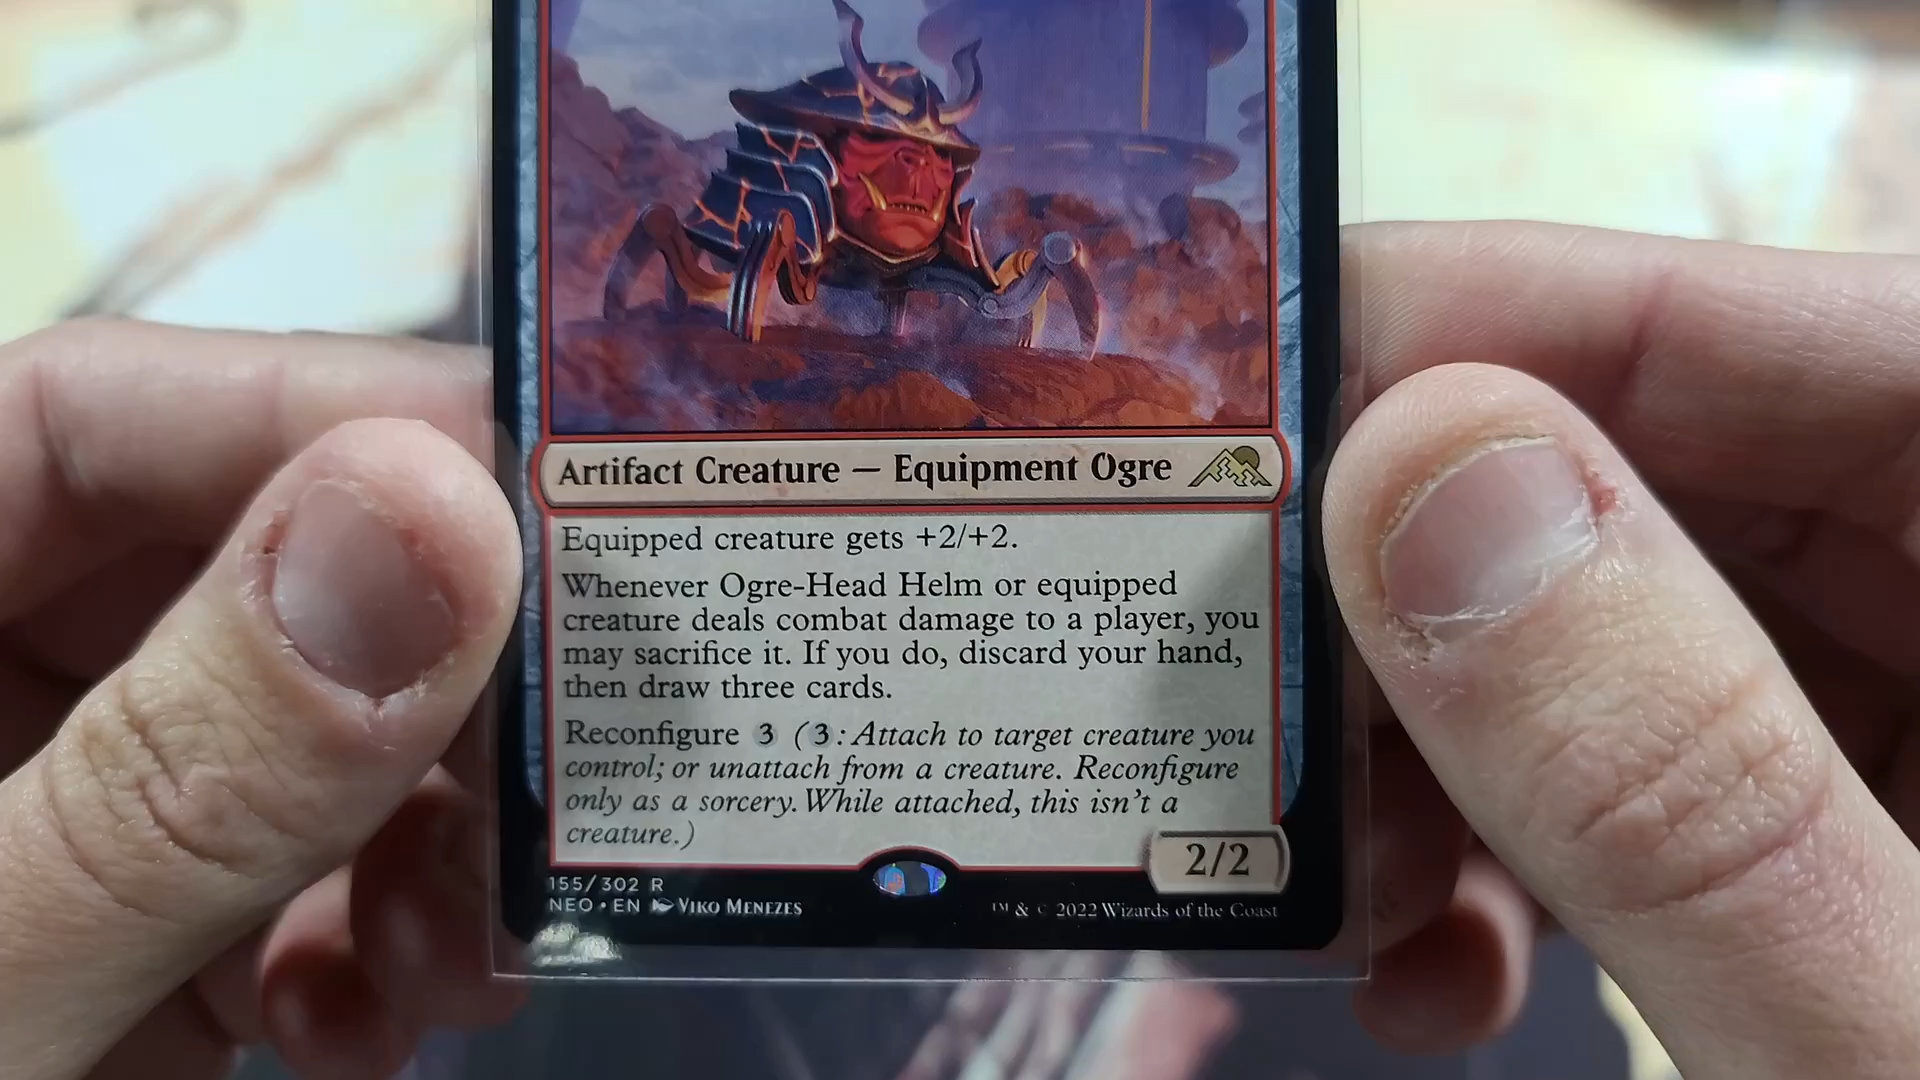 Artifact Creature — Equipment Ogre
Equipped creature gets +2/+2.
Whenever Ogre-Head Helm or equipped
creature deals combat damage to a player, you
may sacrifice it. If you do, discard your hand,
then draw three cards.
Reconfigure 3 (3: Attach to target creature you
control; or unattach from a creature. Reconfigure
only as a sorcery. While attached, this isn't a
creature.)
2/2
155/302 R
NEO • EN VIKO MENEZES
™ & © 2022 Wizards of the Coast